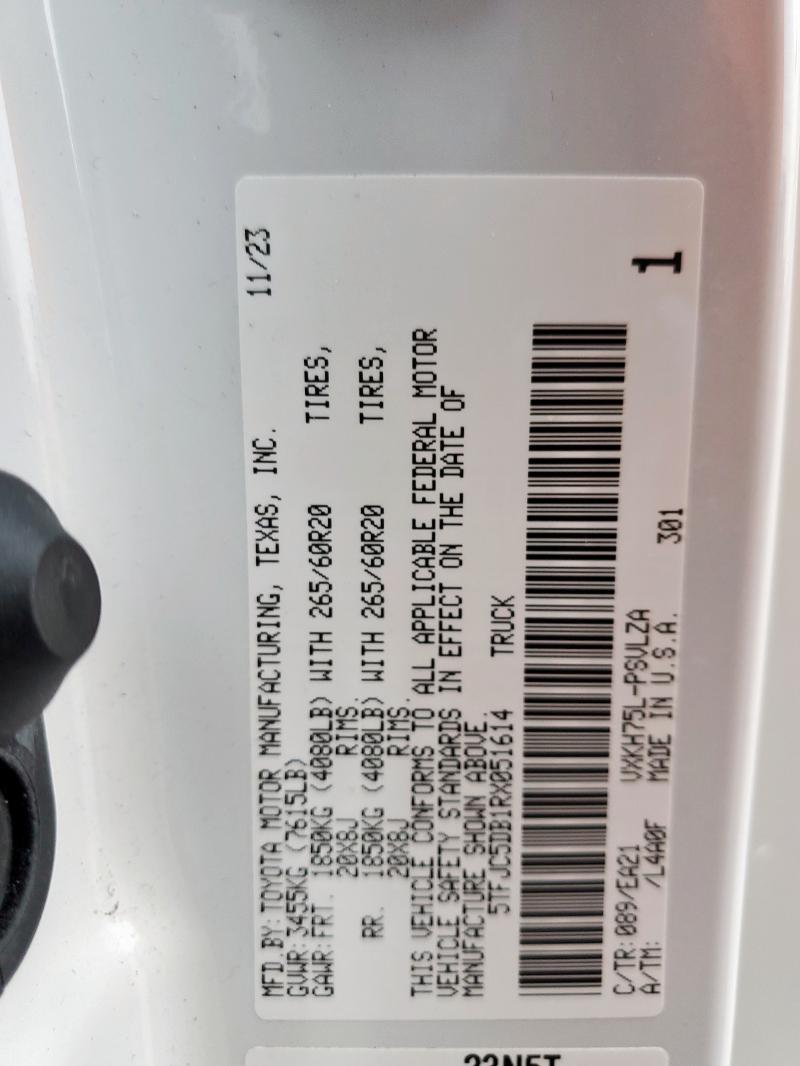 MFD.BY:TOYOTA MOTOR MANUFACTURING, TEXAS, INC. 11/23
GVWR:3455KG (7615LB)
GAWR:FRT. 1850KG (4080LB) WITH 265/60R20 TIRES,
20X8J RIMS.
RR. 1850KG (4080LB) WITH 265/60R20 TIRES,
20X8J RIMS.
THIS VEHICLE CONFORMS TO ALL APPLICABLE FEDERAL MOTOR
VEHICLE SAFETY STANDARDS IN EFFECT ON THE DATE OF
MANUFACTURE SHOWN ABOVE.
5TFJC5DB1RX051614 TRUCK
C/TR:089/EA21 VXKH75L-PSVLZA
A/TM: /L4A0F MADE IN U.S.A. 301
1